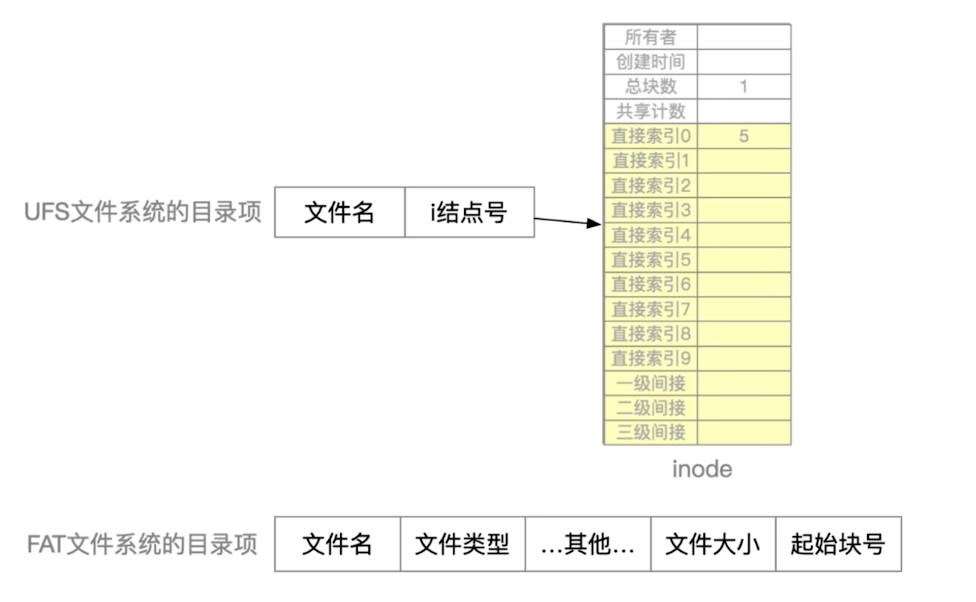 UFS文件系统的目录项
文件名 i结点号
所有者
创建时间
总块数 1
共享计数
直接索引0 5
直接索引1
直接索引2
直接索引3
直接索引4
直接索引5
直接索引6
直接索引7
直接索引8
直接索引9
一级间接
二级间接
三级间接
inode
FAT文件系统的目录项
文件名 文件类型 ...其他... 文件大小 起始块号